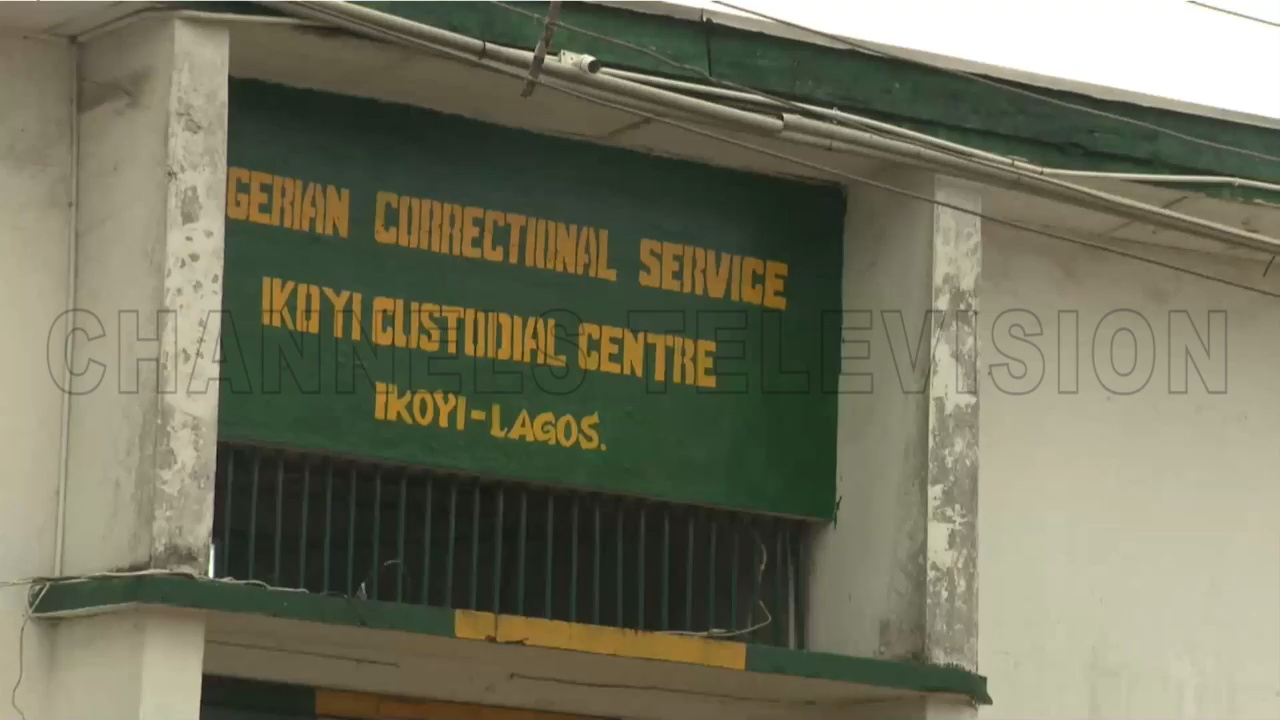 GERIAN CORRECTIONAL SERVICE
IKOYI CUSTODIAL CENTRE
IKOYI-LAGOS.
CHANNELS TELEVISION